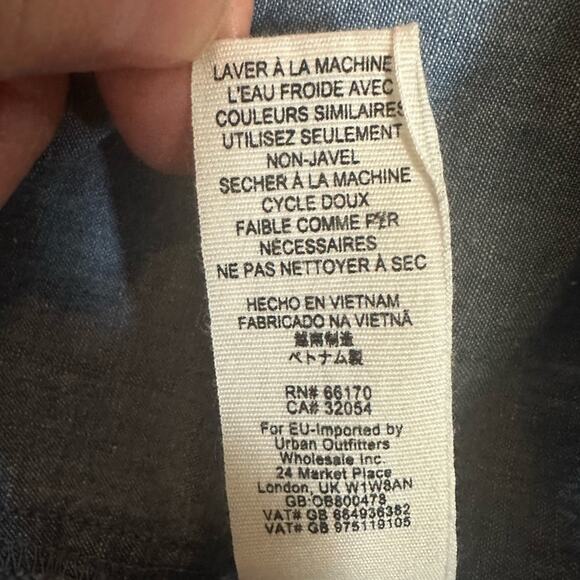 LAVER À LA MACHINE
L'EAU FROIDE AVEC
COULEURS SIMILAIRES
UTILISEZ SEULEMENT
NON-JAVEL
SECHER À LA MACHINE
CYCLE DOUX
FAIBLE COMME FER
NÉCESSAIRES
NE PAS NETTOYER À SEC
HECHO EN VIETNAM
FABRICADO NA VIETNÃ
越南制造
ベトナム製
RN# 66170
CA# 32054
For EU-Imported by
Urban Outfitters
Wholesale Inc
24 Market Place
London, UK W1W8AN
GB:OB800478
VAT# GB 664936382
VAT# GB 975119105